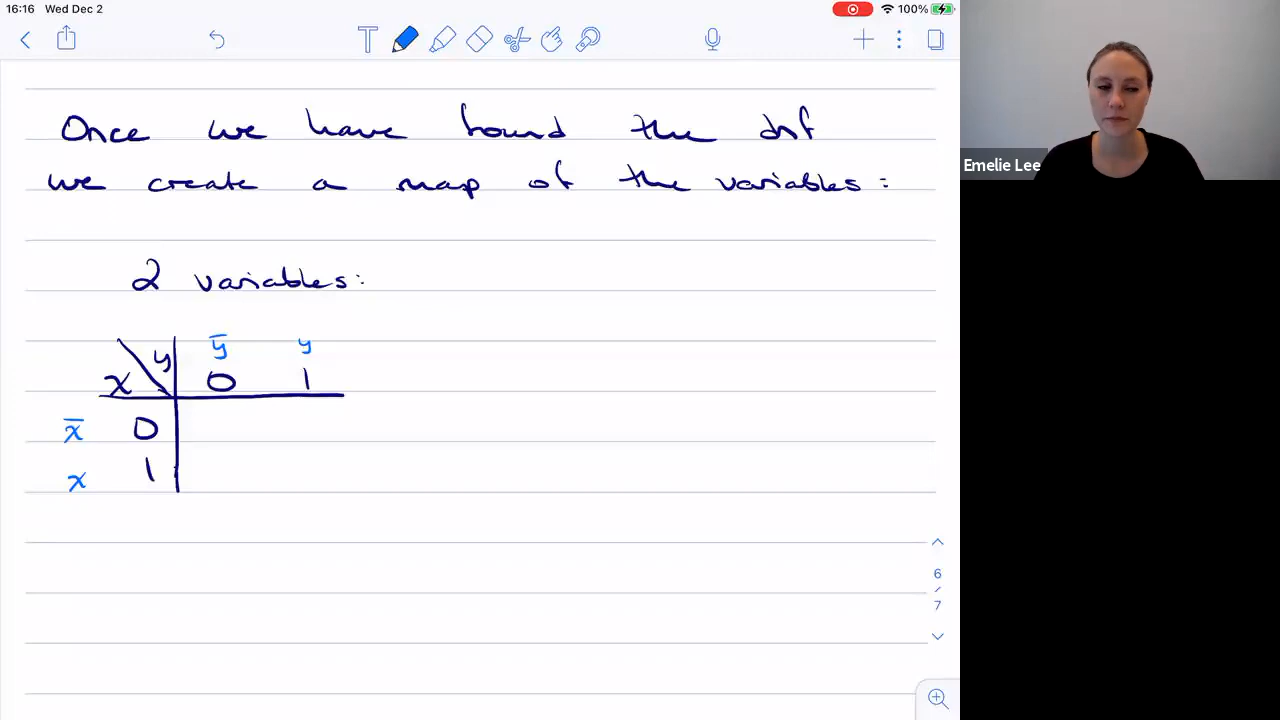 16:16 Wed Dec 2 100%
Once we have found the dnf
we create a map of the variables:
Emelie Lee
2 variables:
ȳ y
x y 0 1
x̄ 0
x 1
6
/
7